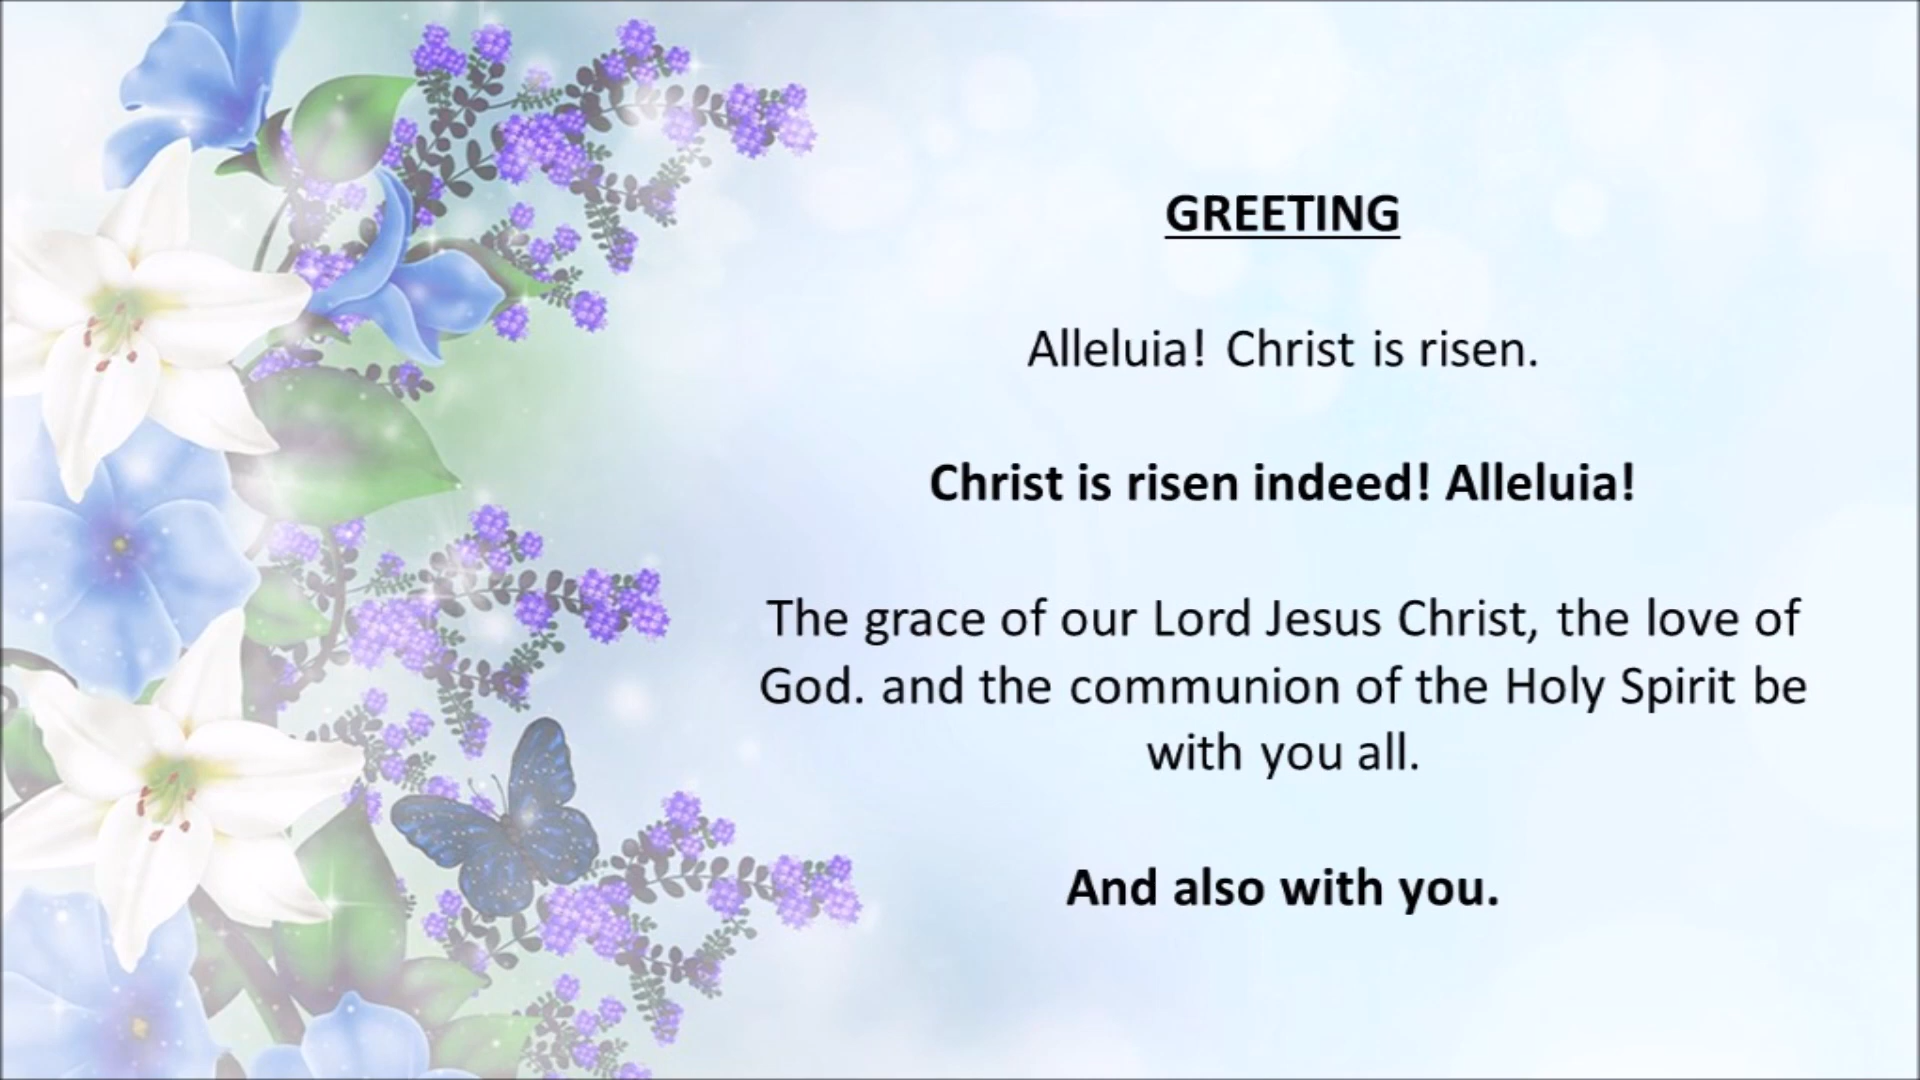 GREETING
Alleluia! Christ is risen.
Christ is risen indeed! Alleluia!
The grace of our Lord Jesus Christ, the love of
God. and the communion of the Holy Spirit be
with you all.
And also with you.